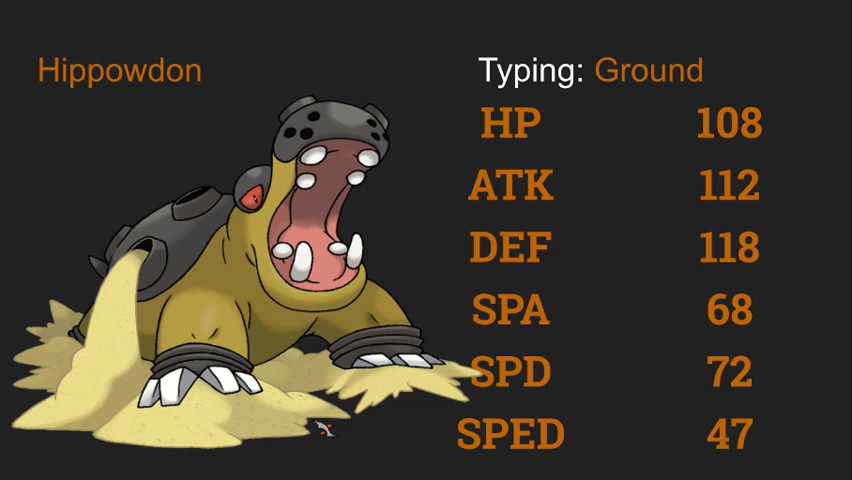 Hippowdon
Typing: Ground
HP 108
ATK 112
DEF 118
SPA 68
SPD 72
SPED 47